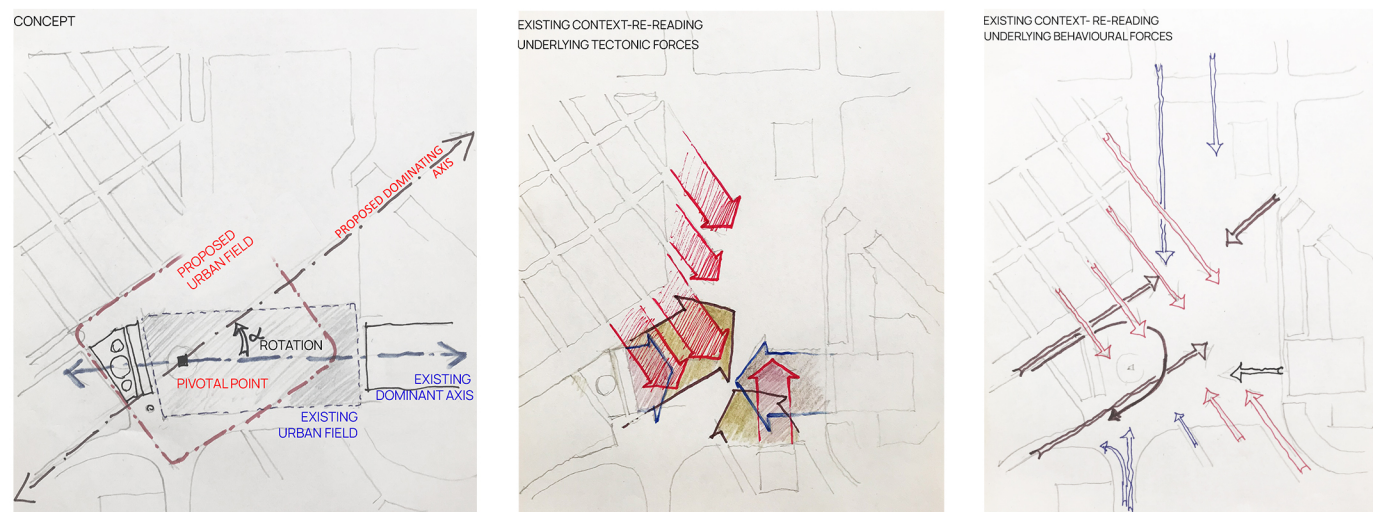 CONCEPT
PROPOSED DOMINATING
AXIS
PROPOSED
URBAN FIELD
α
ROTATION
PIVOTAL POINT
EXISTING
DOMINANT AXIS
EXISTING
URBAN FIELD
EXISTING CONTEXT-RE-READING
UNDERLYING TECTONIC FORCES
EXISTING CONTEXT- RE-READING
UNDERLYING BEHAVIOURAL FORCES